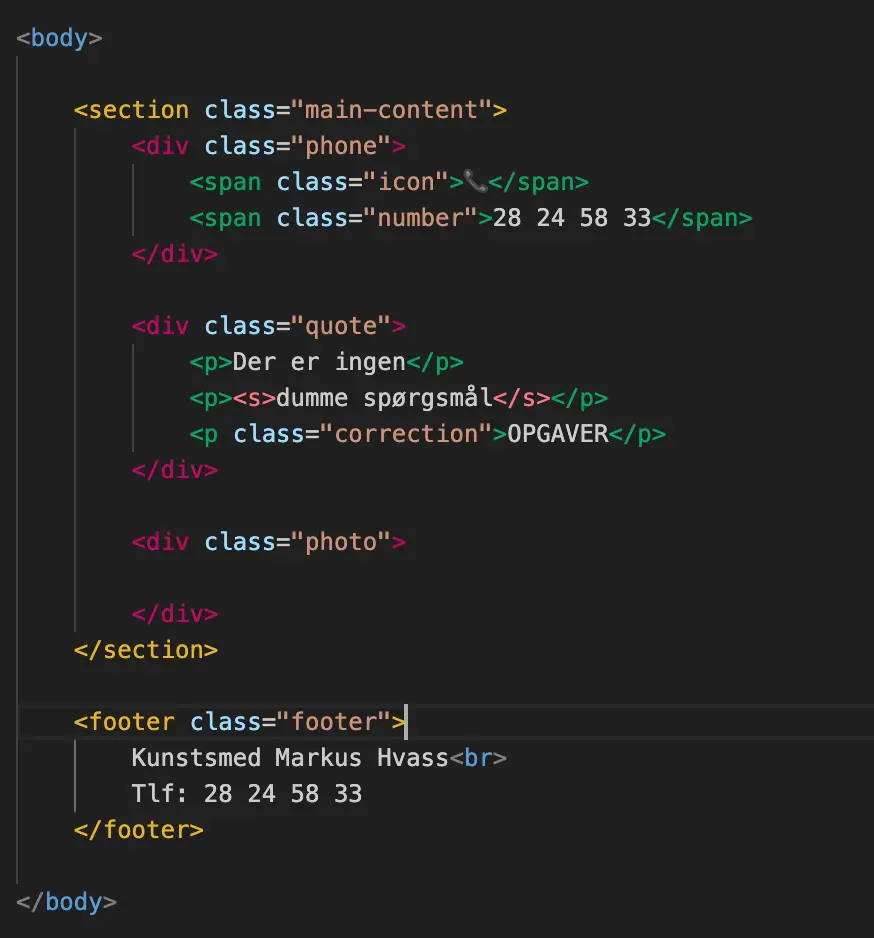 <body>
<section class="main-content">
<div class="phone">
<span class="icon">📞</span>
<span class="number">28 24 58 33</span>
</div>
<div class="quote">
<p>Der er ingen</p>
<p><s>dumme spørgsmål</s></p>
<p class="correction">OPGAVER</p>
</div>
<div class="photo">
</div>
</section>
<footer class="footer">
Kunstsmed Markus Hvass<br>
Tlf: 28 24 58 33
</footer>
</body>